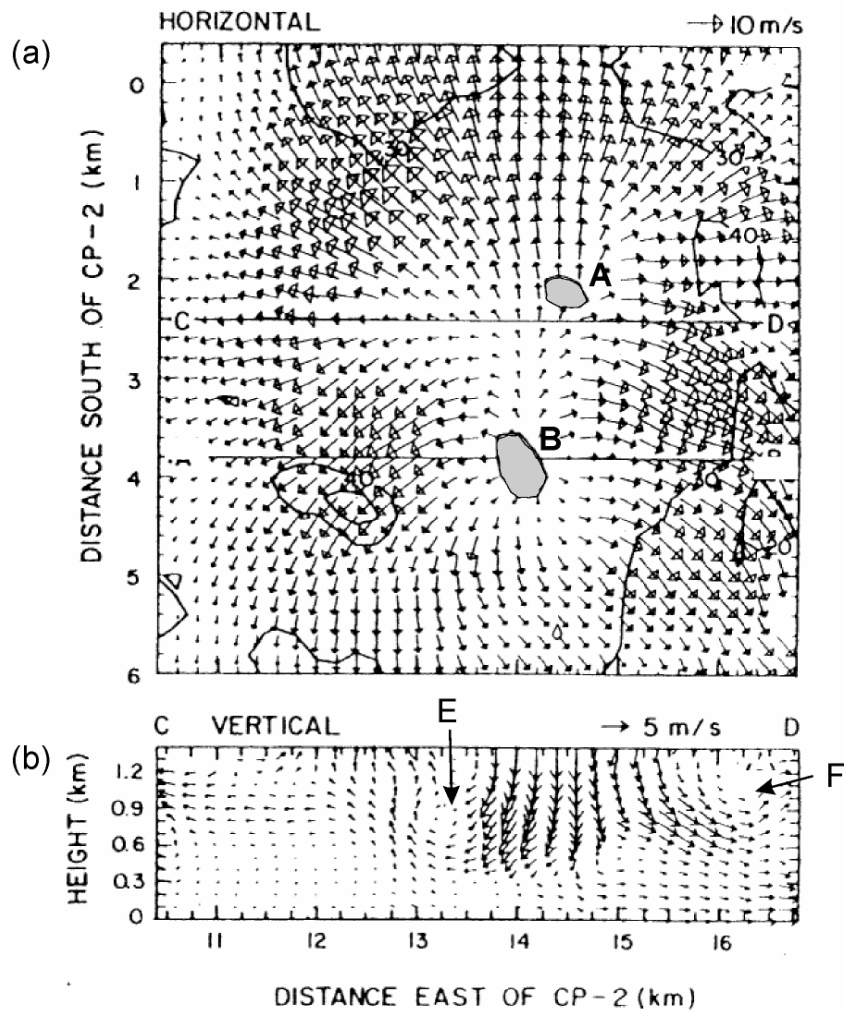 HORIZONTAL
10 m/s
(a)
0
1
2
3
4
5
6
DISTANCE SOUTH OF CP-2 (km)
30
30
40
A
C
D
B
40
30
(b)
C VERTICAL
E
5 m/s D
F
1.2
0.9
0.6
0.3
0
HEIGHT (km)
11 12 13 14 15 16
DISTANCE EAST OF CP-2 (km)